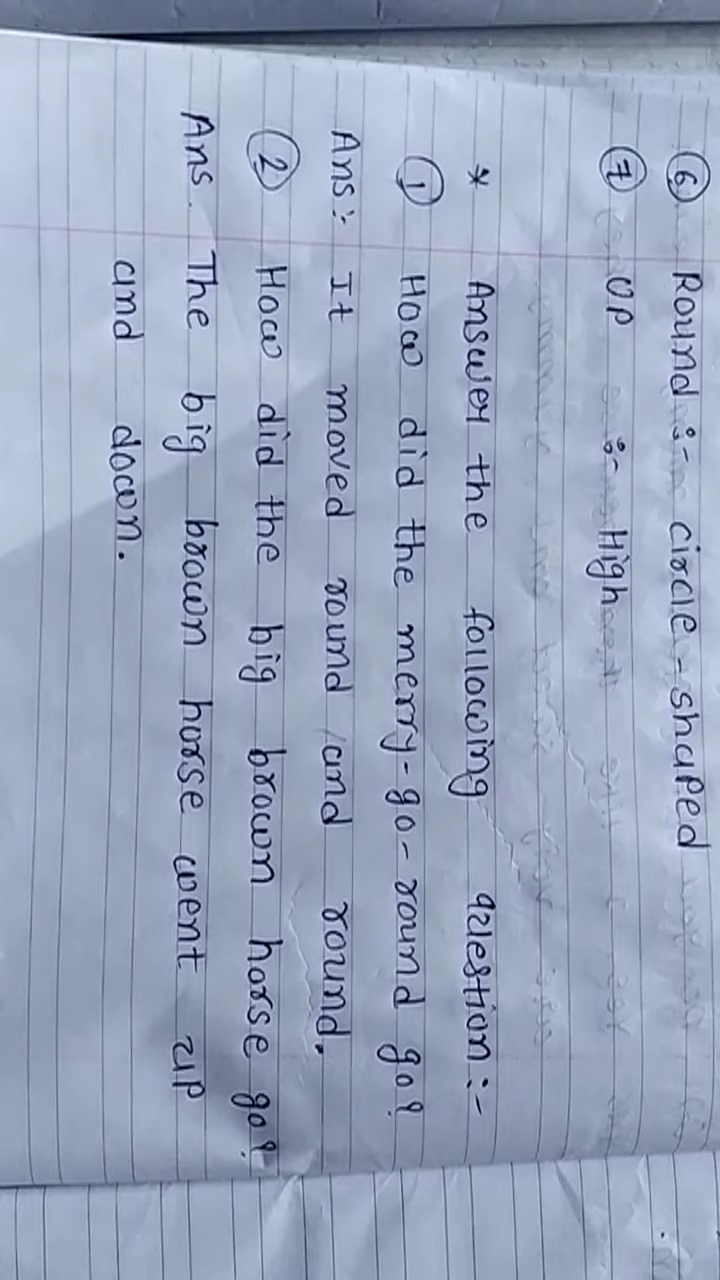 ⑥ Round :- circle-shaped
⑦ UP :- High
* Answer the following question :-
① How did the merry-go-round go?
Ans:- It moved round and round.
② How did the big brown horse go?
Ans. The big brown horse went up
and down.